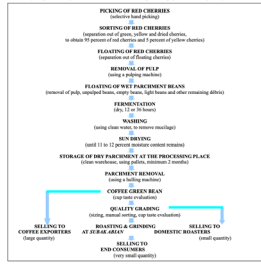 PICKING OF RED CHERRIES
(selective hand picking)
SORTING OF RED CHERRIES
(separation out of green, yellow and dried cherries,
to obtain 95 percent of red cherries and 5 percent of yellow cherries)
FLOATING OF RED CHERRIES
(separation out of floating cherries)
REMOVAL OF PULP
(using a pulping machine)
FLOATING OF WET PARCHMENT BEANS
(removal of pulp, unpulped beans, empty beans, light beans and other remaining débris)
FERMENTATION
(dry, 12 or 36 hours)
WASHING
(using clean water, to remove mucilage)
SUN DRYING
(until 11 to 12 percent moisture content remains)
STORAGE OF DRY PARCHMENT AT THE PROCESSING PLACE
(clean warehouse, using pallets, minimum 2 months)
PARCHMENT REMOVAL
(using a hulling machine)
COFFEE GREEN BEAN
(cup taste evaluation)
QUALITY GRADING
(sizing, manual sorting, cup taste evaluation)
SELLING TO COFFEE EXPORTERS
(large quantity)
ROASTING & GRINDING
AT SUBAK ABIAN
SELLING TO
DOMESTIC ROASTERS
(small quantity)
SELLING TO
END CONSUMERS
(very small quantity)